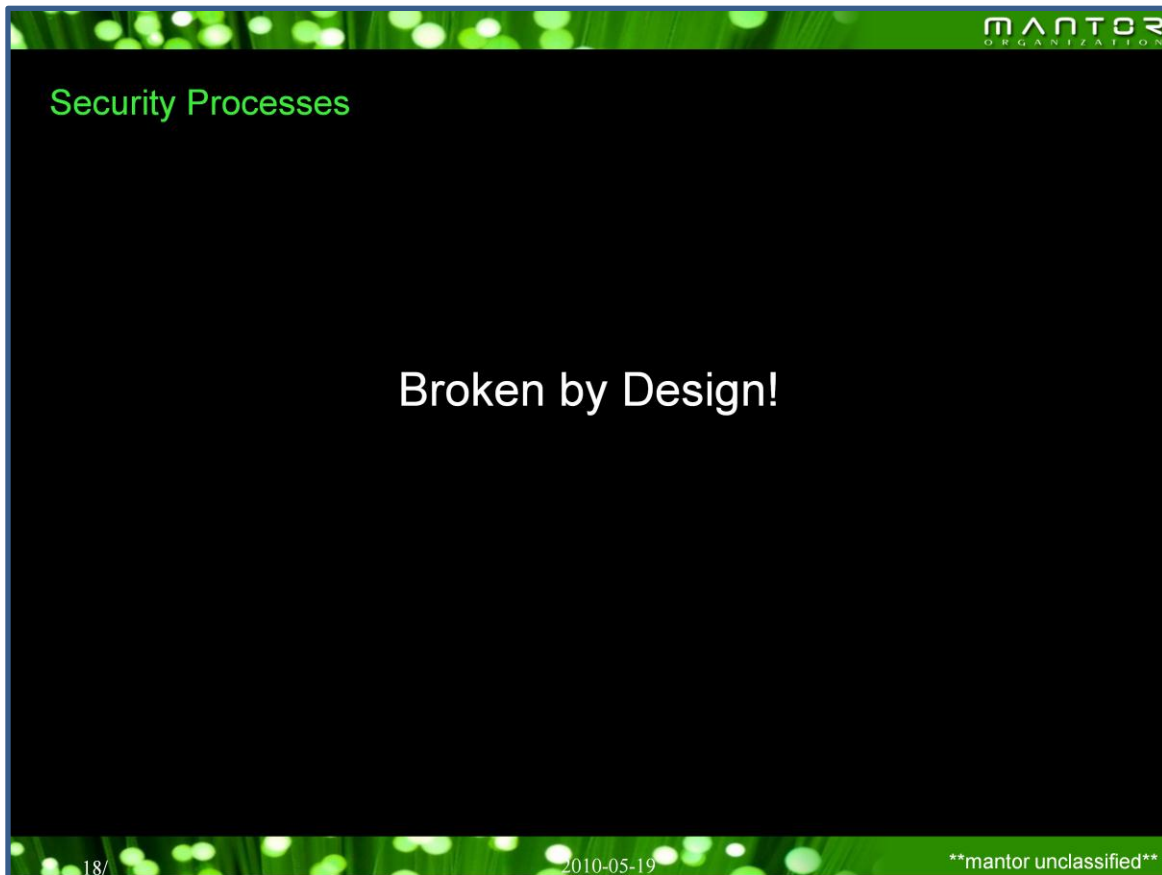 MANTOR
ORGANIZATION
Security Processes
Broken by Design!
18/
2010-05-19
**mantor unclassified**